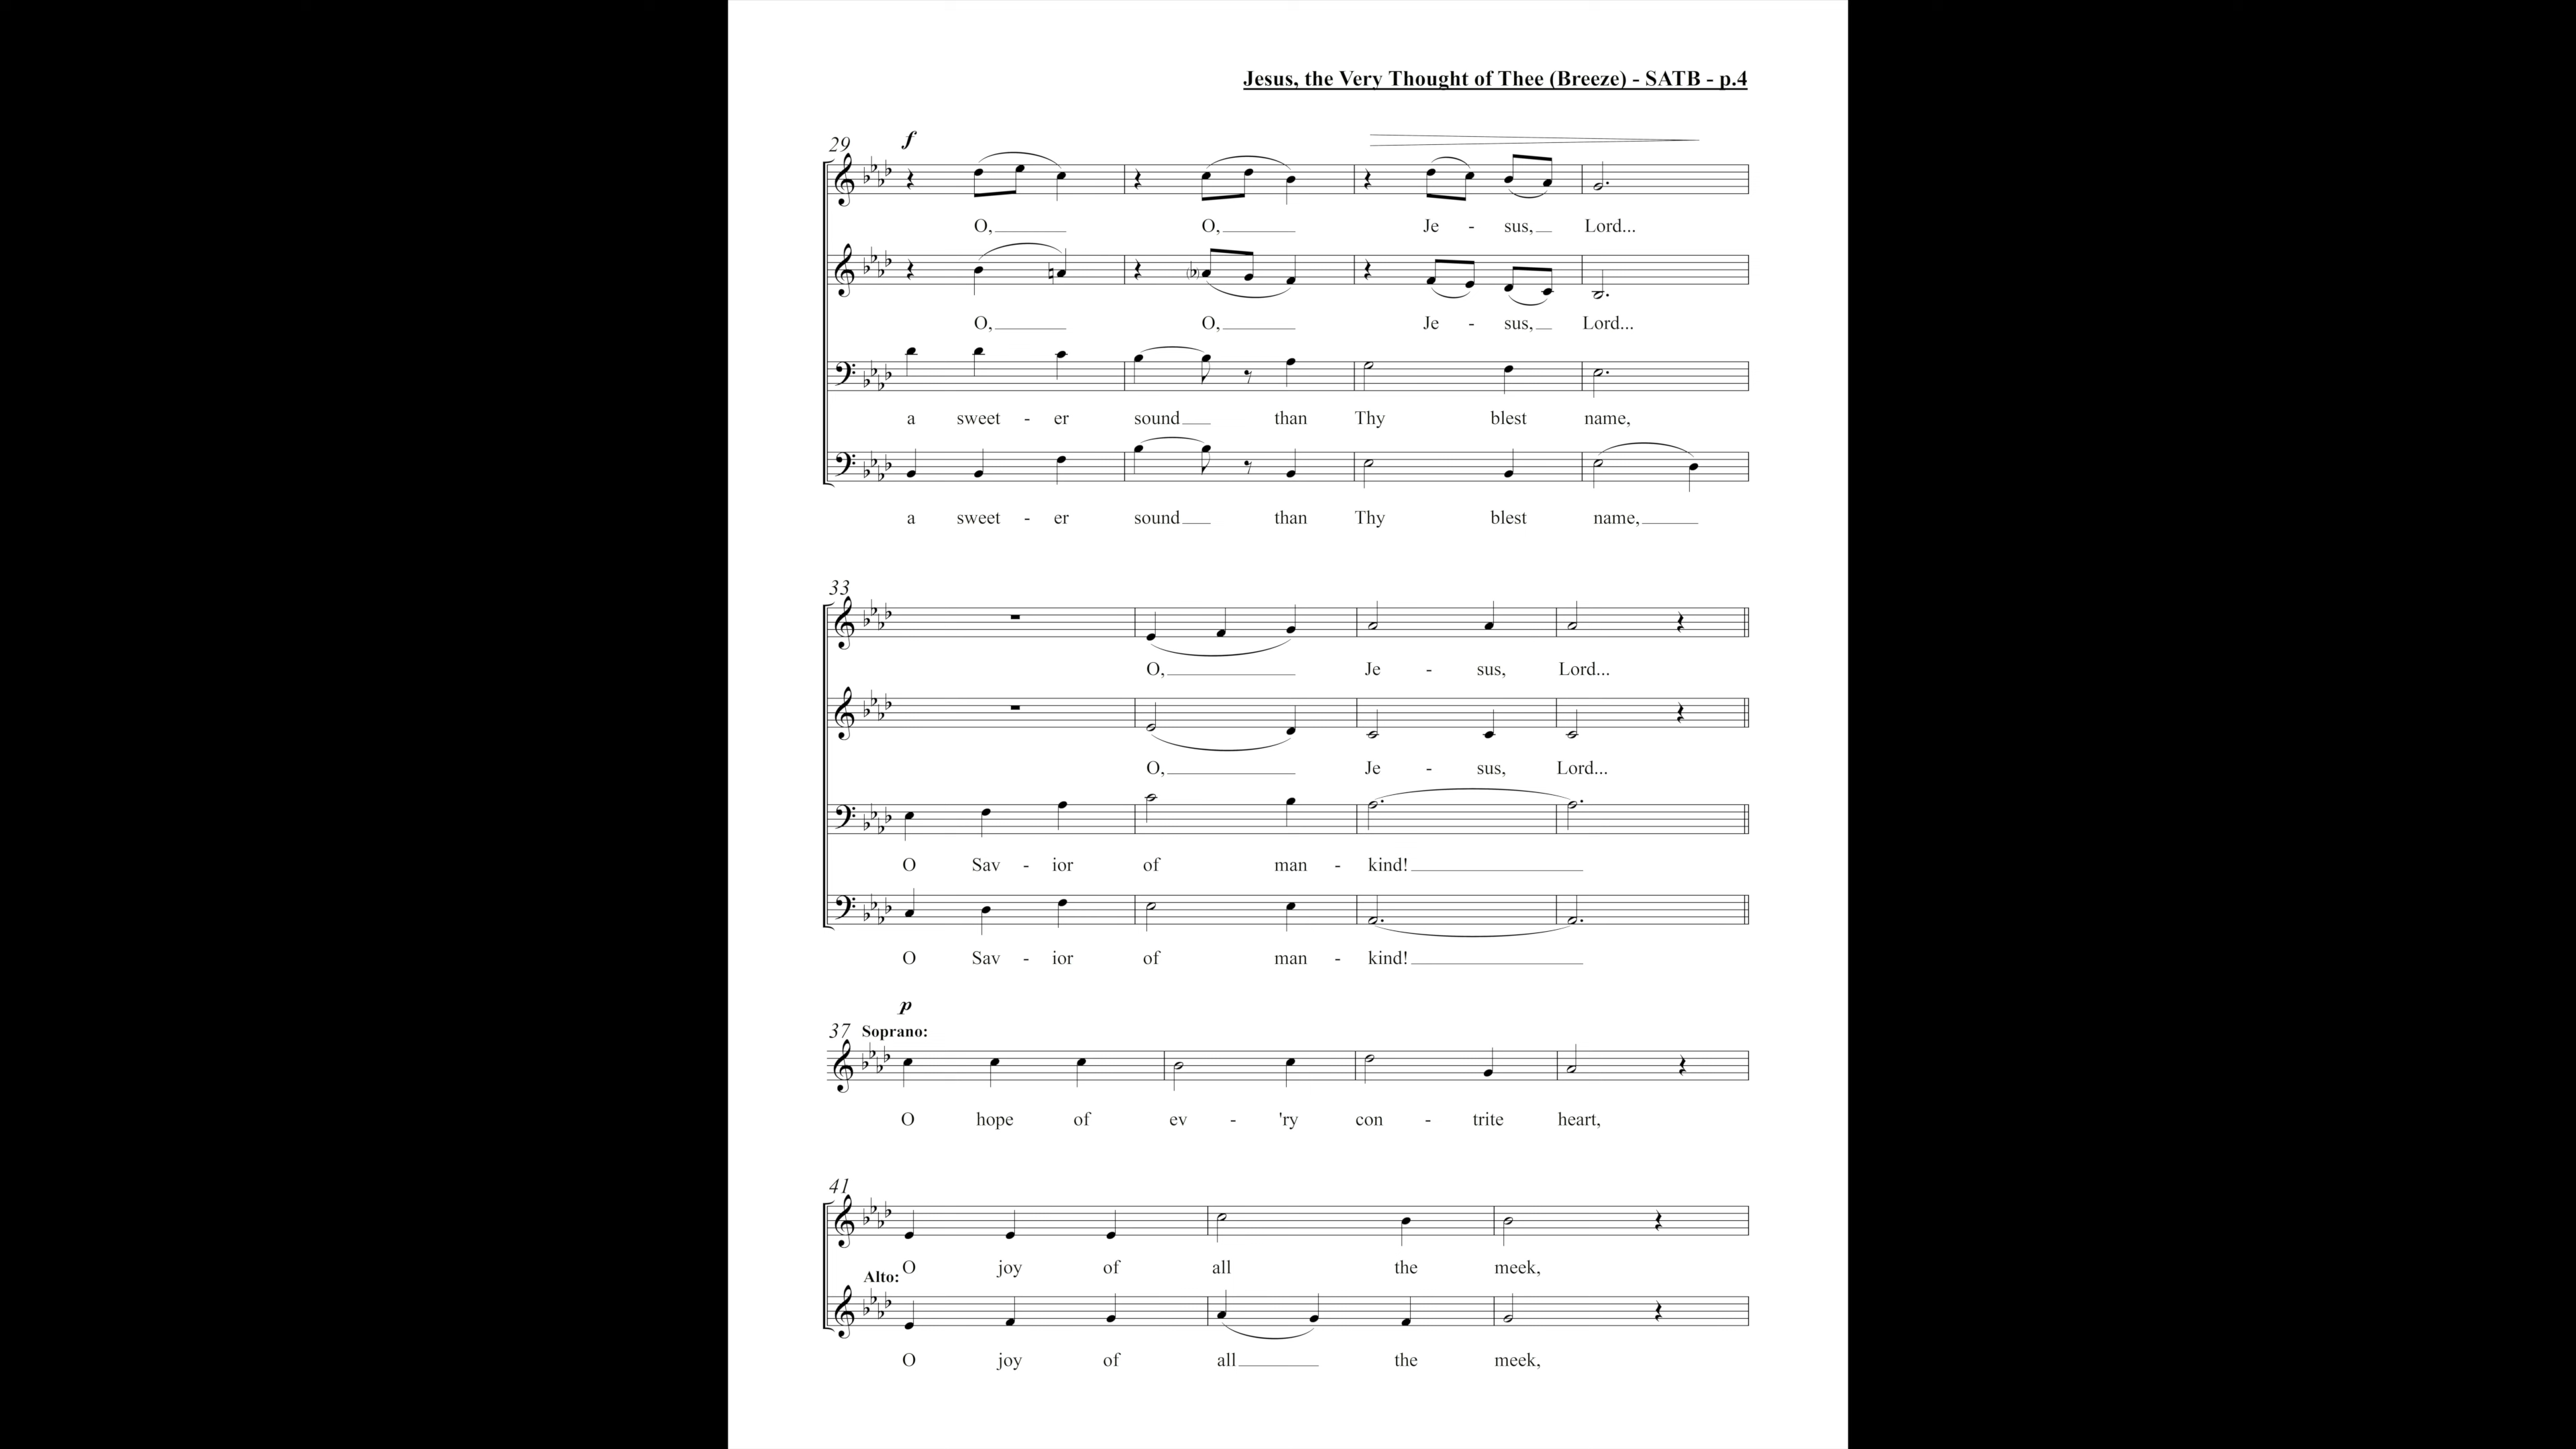 Jesus, the Very Thought of Thee (Breeze) - SATB - p.4
29 f
O, O, Je - sus, Lord...
O, O, Je - sus, Lord...
a sweet - er sound than Thy blest name,
a sweet - er sound than Thy blest name,
33
O, Je - sus, Lord...
O, Je - sus, Lord...
O Sav - ior of man - kind!
O Sav - ior of man - kind!
p
37 Soprano:
O hope of ev - 'ry con - trite heart,
41
O joy of all the meek,
Alto:
O joy of all the meek,